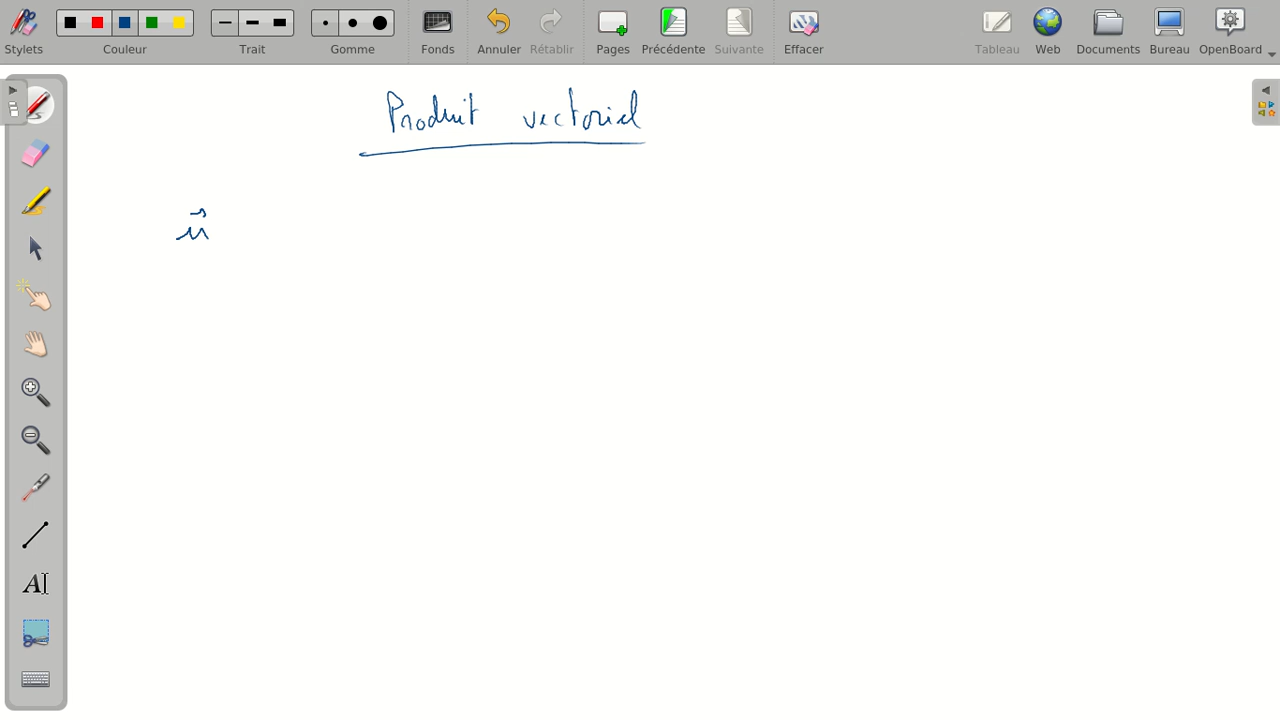 Stylets Couleur Trait Gomme Fonds Annuler Rétablir Pages Précédente Suivante Effacer Tableau Web Documents Bureau OpenBoard
Produit vectoriel
u⃗
A